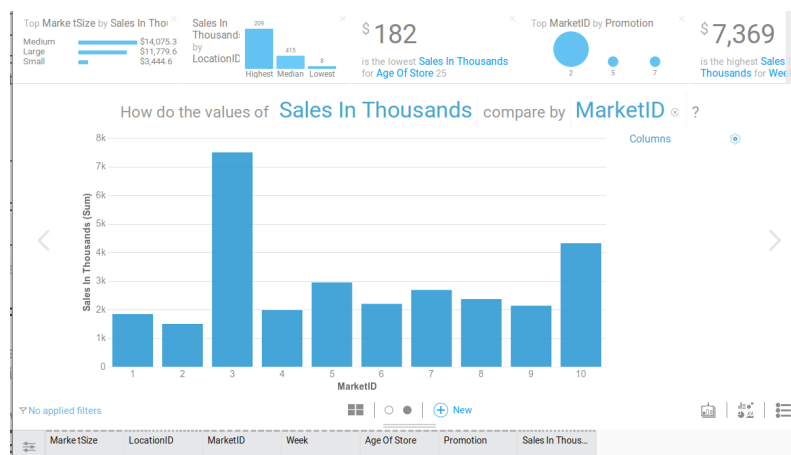 Top MarketSize by Sales In Thou
Medium $14,075.3
Large $11,779.6
Small $3,444.6
Sales In
Thousands
by
LocationID
209
415
8
Highest Median Lowest
$ 182
is the lowest Sales In Thousands
for Age Of Store 25
Top MarketID by Promotion
2 5 7
$ 7,369
is the highest Sales
Thousands for Wee
How do the values of Sales In Thousands compare by MarketID ?
Columns
Sales In Thousands (Sum)
8k
7k
6k
5k
4k
3k
2k
1k
0
1 2 3 4 5 6 7 8 9 10
MarketID
No applied filters
New
MarketSize LocationID MarketID Week Age Of Store Promotion Sales In Thous...